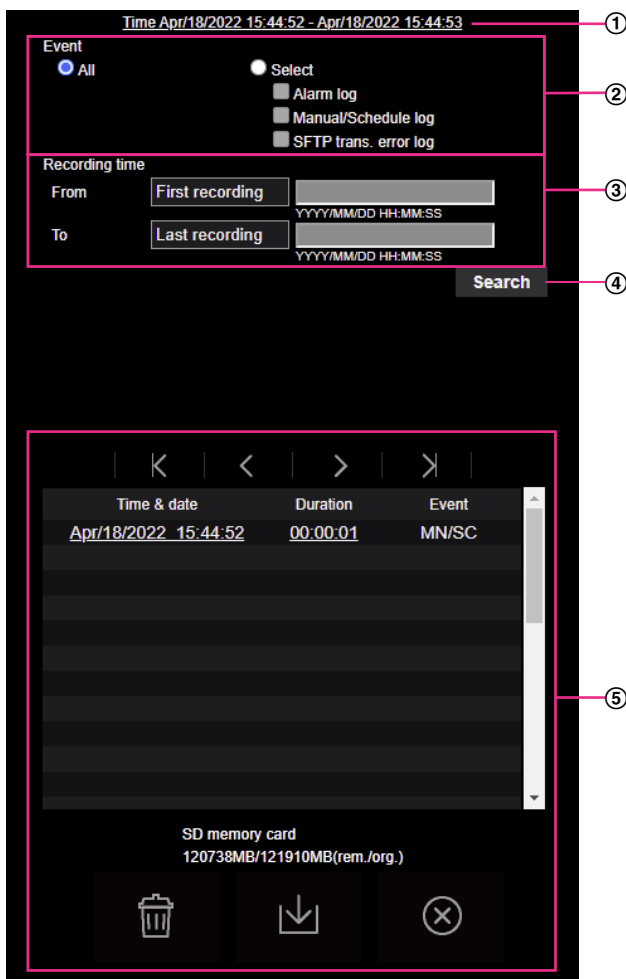 Time Apr/18/2022 15:44:52 - Apr/18/2022 15:44:53 ①
Event
All Select
Alarm log
②
Manual/Schedule log
SFTP trans. error log
Recording time
From First recording
③
YYYY/MM/DD HH:MM:SS
To Last recording
YYYY/MM/DD HH:MM:SS
Search ④
Time & date Duration Event
Apr/18/2022 15:44:52 00:00:01 MN/SC
⑤
SD memory card
120738MB/121910MB(rem./org.)